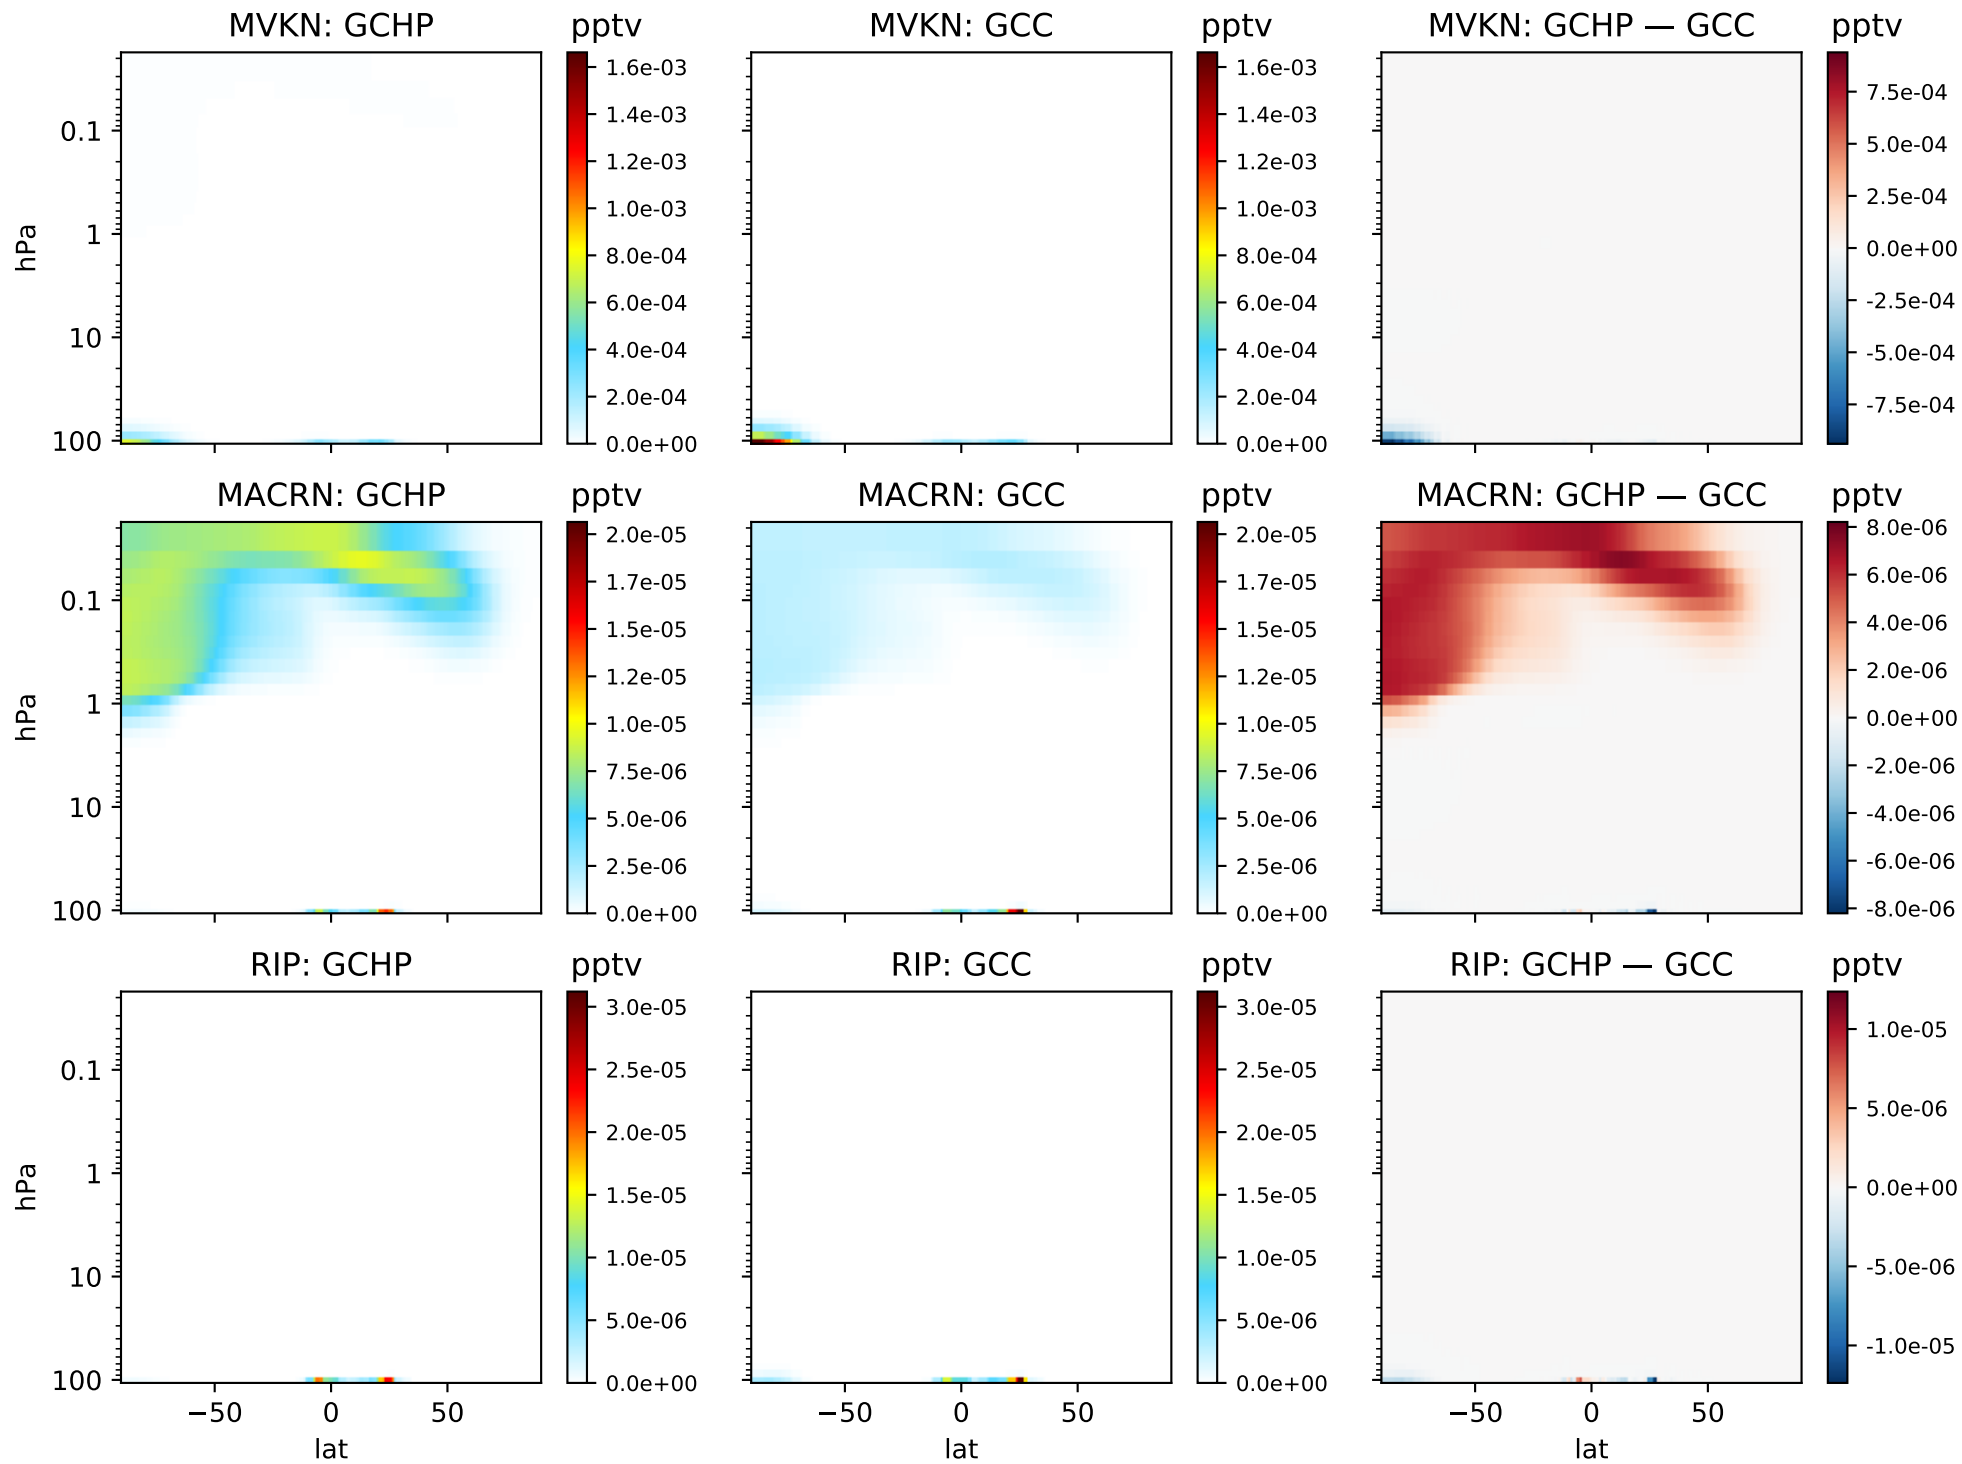 MVKN: GCHP
pptv
MVKN: GCC
pptv
MVKN: GCHP — GCC
pptv
hPa
0.1
1
10
100
1.6e-03
1.4e-03
1.2e-03
1.0e-03
8.0e-04
6.0e-04
4.0e-04
2.0e-04
0.0e+00
1.6e-03
1.4e-03
1.2e-03
1.0e-03
8.0e-04
6.0e-04
4.0e-04
2.0e-04
0.0e+00
7.5e-04
5.0e-04
2.5e-04
0.0e+00
-2.5e-04
-5.0e-04
-7.5e-04
MACRN: GCHP
pptv
MACRN: GCC
pptv
MACRN: GCHP — GCC
pptv
hPa
0.1
1
10
100
2.0e-05
1.7e-05
1.5e-05
1.2e-05
1.0e-05
7.5e-06
5.0e-06
2.5e-06
0.0e+00
2.0e-05
1.7e-05
1.5e-05
1.2e-05
1.0e-05
7.5e-06
5.0e-06
2.5e-06
0.0e+00
8.0e-06
6.0e-06
4.0e-06
2.0e-06
0.0e+00
-2.0e-06
-4.0e-06
-6.0e-06
-8.0e-06
RIP: GCHP
pptv
RIP: GCC
pptv
RIP: GCHP — GCC
pptv
hPa
0.1
1
10
100
3.0e-05
2.5e-05
2.0e-05
1.5e-05
1.0e-05
5.0e-06
0.0e+00
3.0e-05
2.5e-05
2.0e-05
1.5e-05
1.0e-05
5.0e-06
0.0e+00
1.0e-05
5.0e-06
0.0e+00
-5.0e-06
-1.0e-05
−50 0 50
lat
−50 0 50
lat
−50 0 50
lat